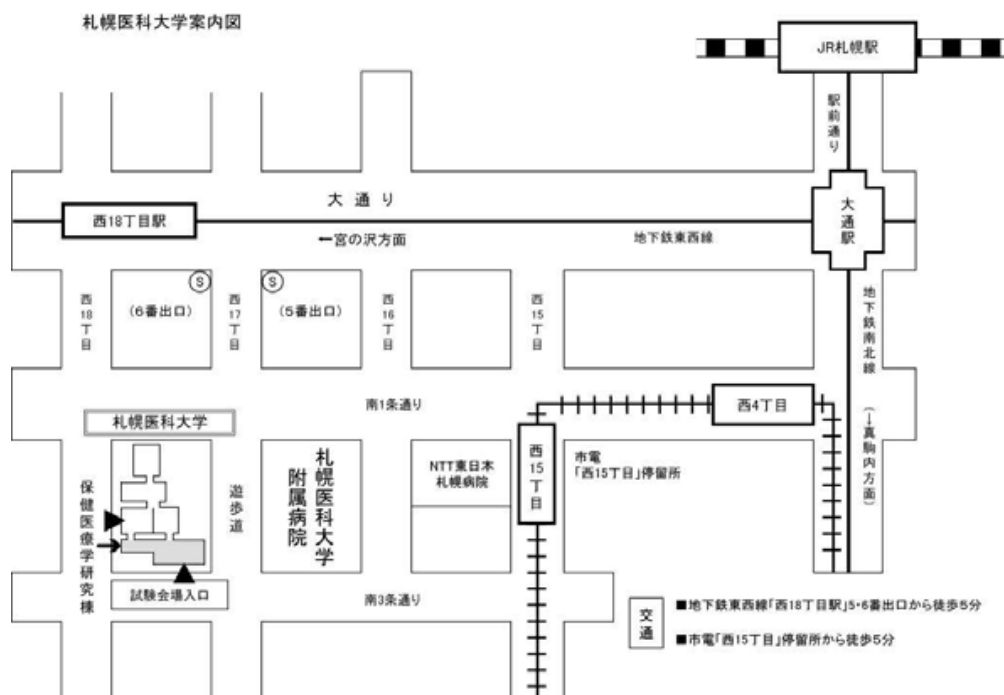 札幌医科大学案内図
JR札幌駅
駅前通り
大通り
西18丁目駅
大通駅
←宮の沢方面
地下鉄東西線
S
S
西18丁目
(6番出口)
西17丁目
(5番出口)
西16丁目
西15丁目
地下鉄南北線
(→真駒内方面)
南1条通り
西4丁目
札幌医科大学
保健医療学研究棟
遊歩道
札幌医科大学
附属病院
NTT東日本
札幌病院
西15丁目
市電
「西15丁目」停留所
試験会場入口
南3条通り
交通
■地下鉄東西線「西18丁目駅」5・6番出口から徒歩5分
■市電「西15丁目」停留所から徒歩5分